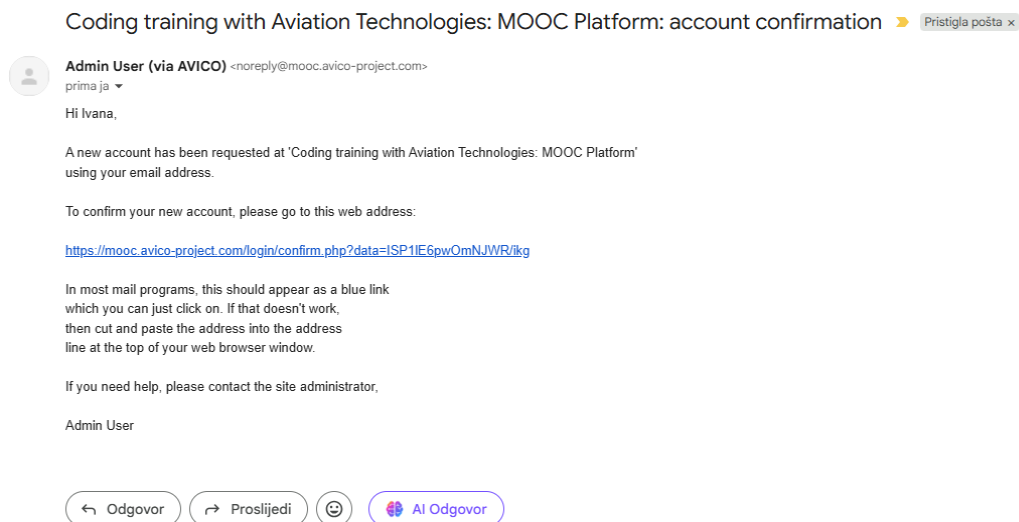 Coding training with Aviation Technologies: MOOC Platform: account confirmation
Pristigla pošta ×
Admin User (via AVICO) <noreply@mooc.avico-project.com>
prima ja
Hi Ivana,
A new account has been requested at 'Coding training with Aviation Technologies: MOOC Platform'
using your email address.
To confirm your new account, please go to this web address:
https://mooc.avico-project.com/login/confirm.php?data=ISP1lE6pwOmNJWR/ikg
In most mail programs, this should appear as a blue link
which you can just click on. If that doesn't work,
then cut and paste the address into the address
line at the top of your web browser window.
If you need help, please contact the site administrator,
Admin User
Odgovor
Proslijedi
AI Odgovor